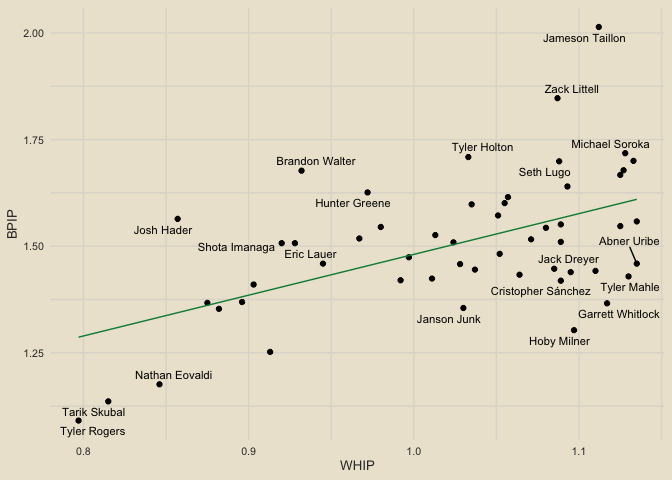 2.00
Jameson Taillon
Zack Littell
1.75
Tyler Holton
Michael Soroka
Brandon Walter
Seth Lugo
Hunter Greene
Josh Hader
BPIP
1.50
Shota Imanaga
Abner Uribe
Eric Lauer
Jack Dreyer
Cristopher Sánchez
Tyler Mahle
Janson Junk
Garrett Whitlock
Hoby Milner
1.25
Nathan Eovaldi
Tarik Skubal
Tyler Rogers
0.8
0.9
1.0
1.1
WHIP